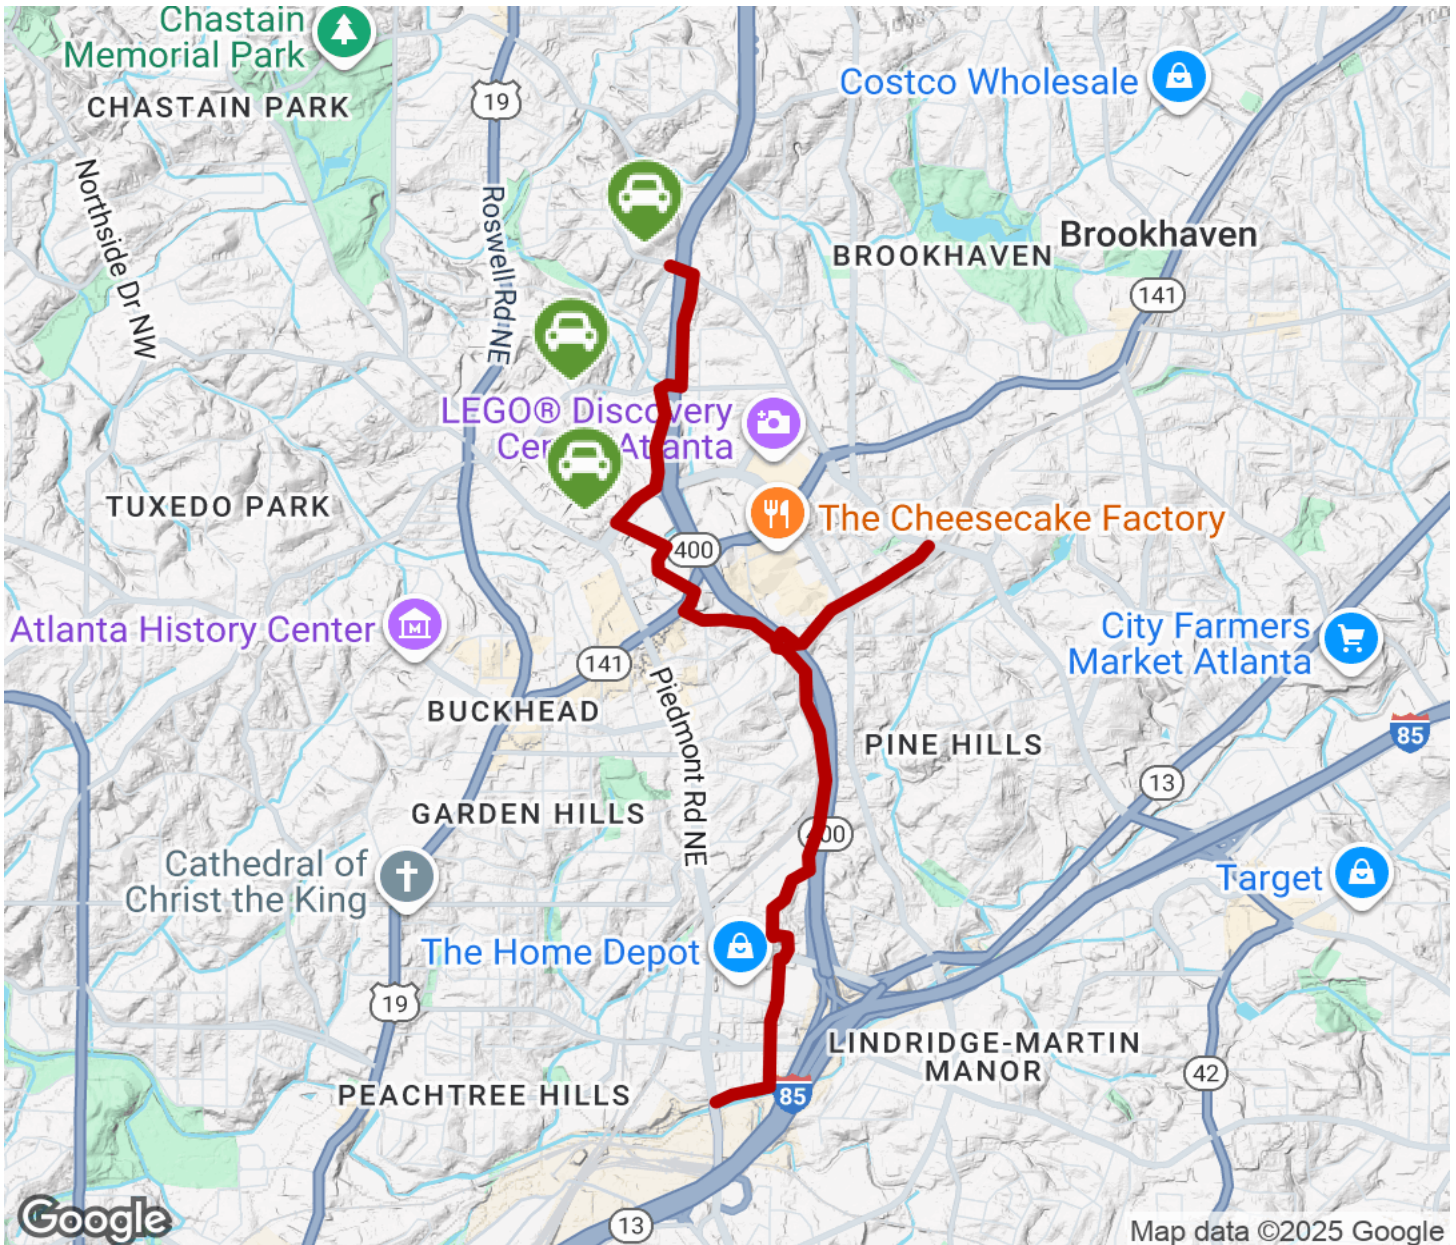 Chastain
Memorial Park
CHASTAIN PARK
19
Costco Wholesale
Northside Dr NW
Roswell Rd NE
BROOKHAVEN
Brookhaven
141
LEGO® Discovery
Center Atlanta
TUXEDO PARK
The Cheesecake Factory
400
Atlanta History Center
City Farmers
Market Atlanta
141
Piedmont Rd NE
BUCKHEAD
PINE HILLS
85
13
GARDEN HILLS
400
Cathedral of
Christ the King
Target
The Home Depot
19
LINDRIDGE-MARTIN
MANOR
42
PEACHTREE HILLS
85
13
Google
Map data ©2025 Google